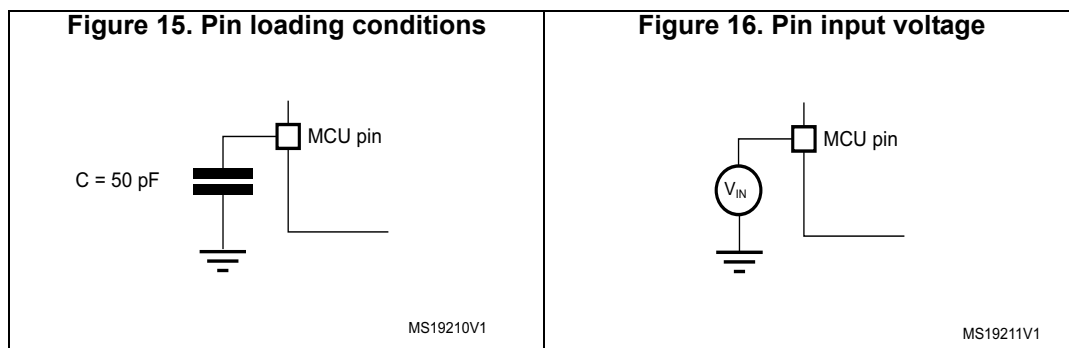 Figure 15. Pin loading conditions
MCU pin
C = 50 pF
MS19210V1
Figure 16. Pin input voltage
MCU pin
VIN
MS19211V1